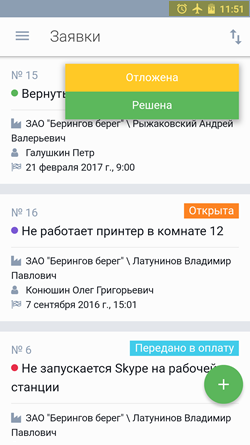 11:51
Заявки
№ 15
Отложена
Вернуть
Решена
ЗАО "Берингов берег" \ Рыжаковский Андрей
Валерьевич
Галушкин Петр
21 февраля 2017 г., 9:00
№ 16
Открыта
Не работает принтер в комнате 12
ЗАО "Берингов берег" \ Латунинов Владимир
Павлович
Конюшин Олег Григорьевич
7 сентября 2016 г., 15:01
№ 6
Передано в оплату
Не запускается Skype на рабочей
станции
ЗАО "Берингов берег" \ Латунинов Владимир
Павлович